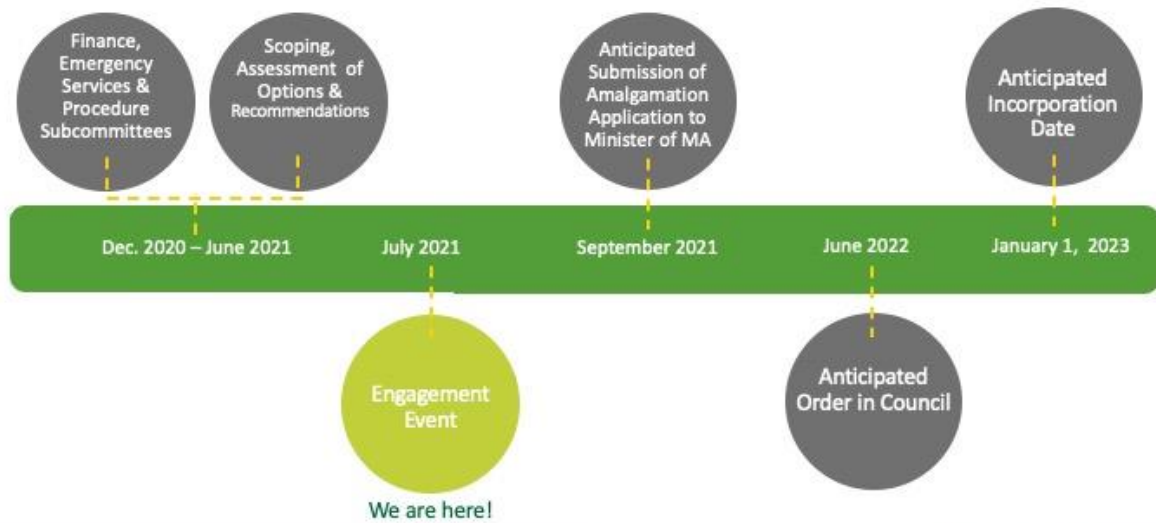 Finance,
Emergency
Services &
Procedure
Subcommittees
Scoping,
Assessment of
Options &
Recommendations
Anticipated
Submission of
Amalgamation
Application to
Minister of MA
Anticipated
Incorporation
Date
Dec. 2020 – June 2021
July 2021
September 2021
June 2022
January 1, 2023
Engagement
Event
We are here!
Anticipated
Order in Council